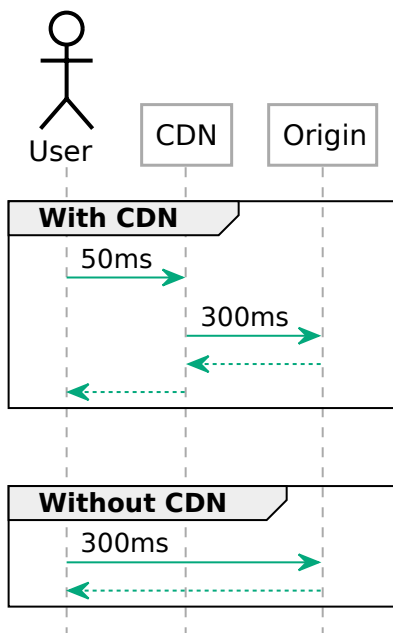 User
CDN
Origin
With CDN
50ms
300ms
Without CDN
300ms